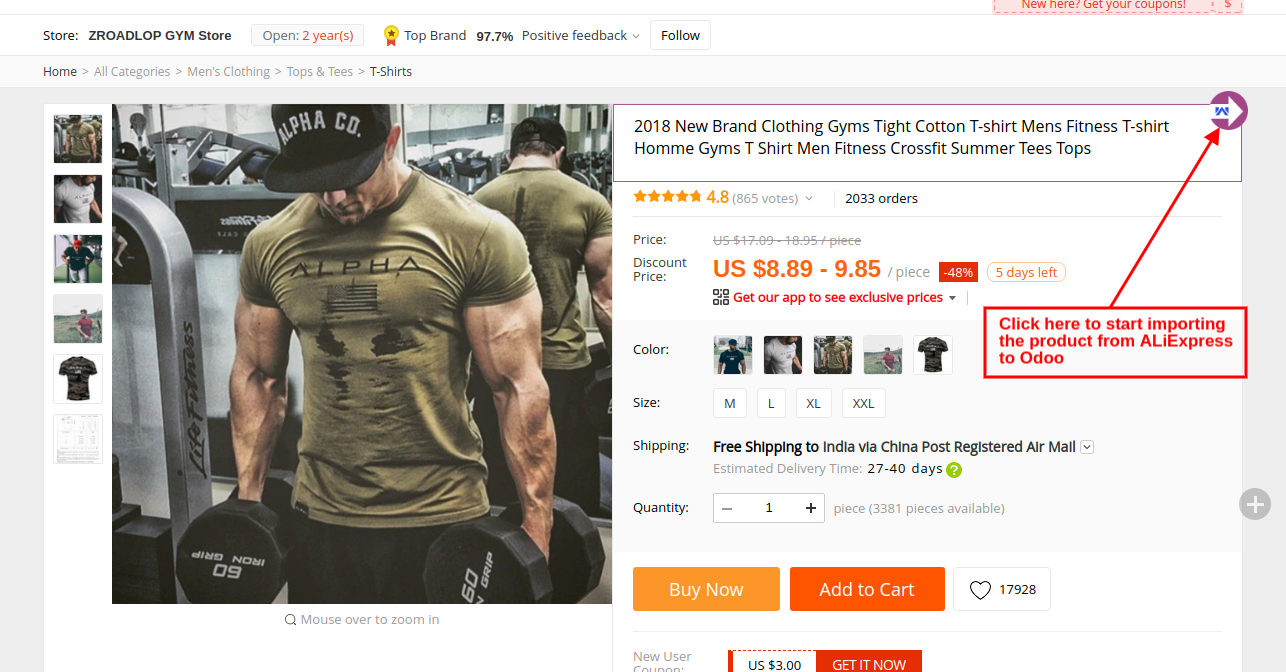 New here? Get your coupons!
$
Store: ZROADLOP GYM Store
Open: 2 year(s)
Top Brand 97.7% Positive feedback
Follow
Home > All Categories > Men's Clothing > Tops & Tees > T-Shirts
2018 New Brand Clothing Gyms Tight Cotton T-shirt Mens Fitness T-shirt
Homme Gyms T Shirt Men Fitness Crossfit Summer Tees Tops
4.8 (865 votes) 2033 orders
Price: US $17.09 - 18.95 / piece
Discount
Price: US $8.89 - 9.85 / piece -48% 5 days left
Get our app to see exclusive prices
Click here to start importing
the product from ALiExpress
to Odoo
Color:
Size: M L XL XXL
Shipping: Free Shipping to India via China Post Registered Air Mail
Estimated Delivery Time: 27-40 days ?
Quantity: − 1 + piece (3381 pieces available)
Buy Now Add to Cart 17928
New User
Coupon: US $3.00 GET IT NOW
ALPHA CO.
ALPHA
Life Fitness
IRON GRIP
60
60
GRIP
Mouse over to zoom in